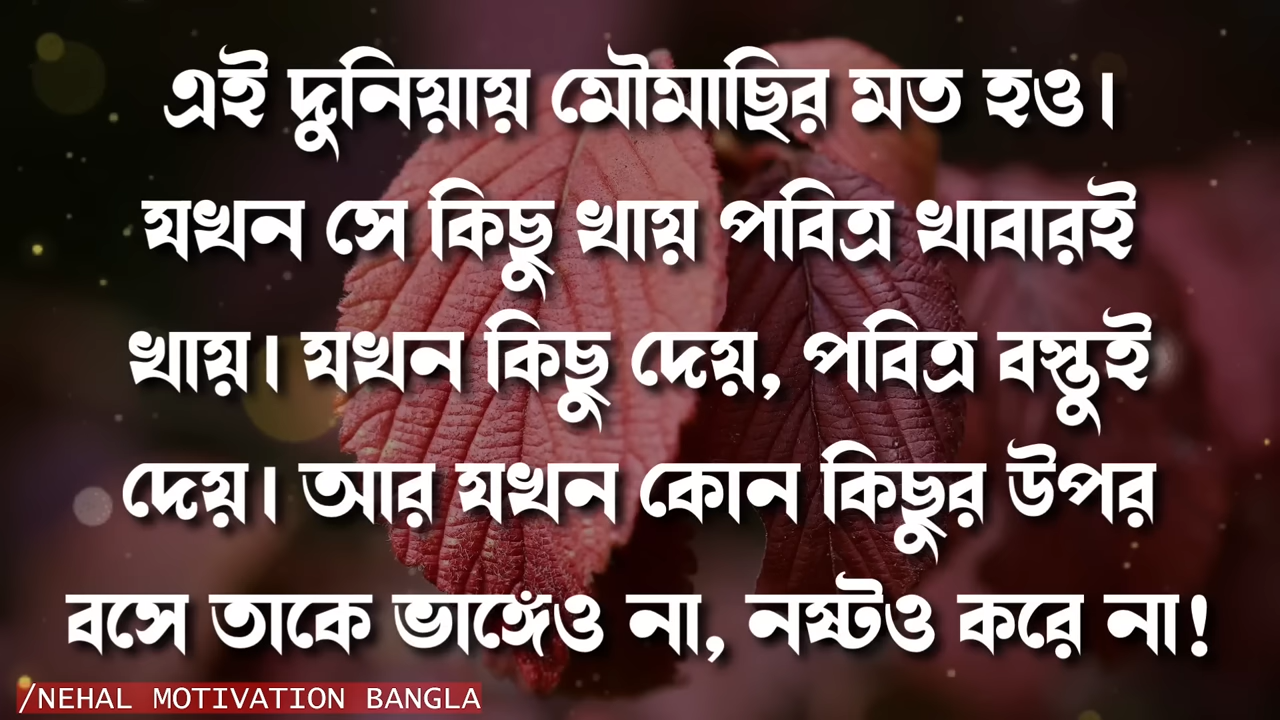 এই দুনিয়ায় মৌমাছির মত হও।
যখন সে কিছু খায় পবিত্র খাবারই
খায়। যখন কিছু দেয়, পবিত্র বস্তুই
দেয়। আর যখন কোন কিছুর উপর
বসে তাকে ভাঙ্গেঁও না, নষ্টও করে না!
/NEHAL MOTIVATION BANGLA